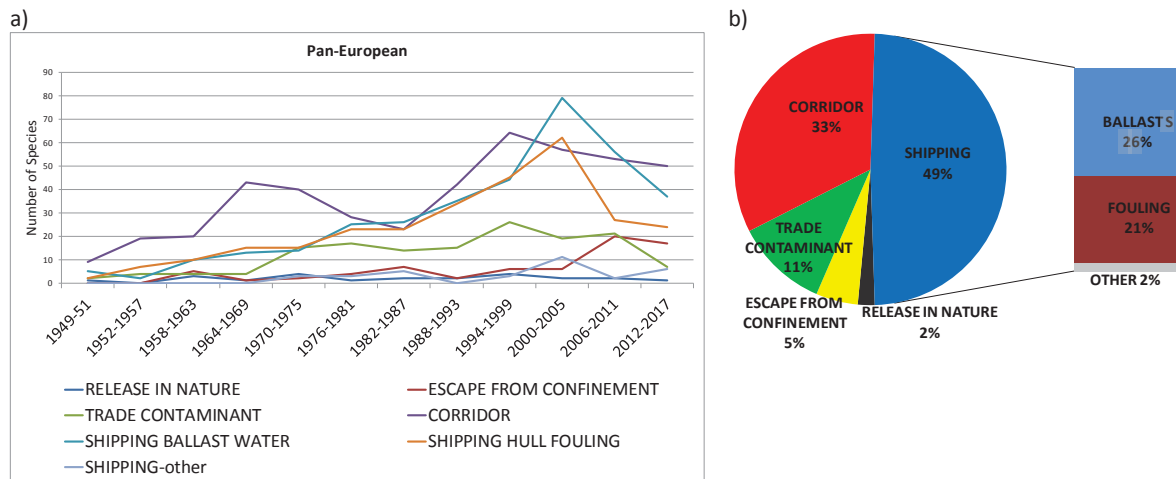 a)
Pan-European
Number of Species
90
80
70
60
50
40
30
20
10
0
1949-51
1952-1957
1958-1963
1964-1969
1970-1975
1976-1981
1982-1987
1988-1993
1994-1999
2000-2005
2006-2011
2012-2017
RELEASE IN NATURE
ESCAPE FROM CONFINEMENT
TRADE CONTAMINANT
CORRIDOR
SHIPPING BALLAST WATER
SHIPPING HULL FOULING
SHIPPING-other
b)
CORRIDOR
33%
SHIPPING
49%
TRADE
CONTAMINANT
11%
ESCAPE FROM
CONFINEMENT
5%
RELEASE IN NATURE
2%
BALLAST S
26%
FOULING
21%
OTHER 2%